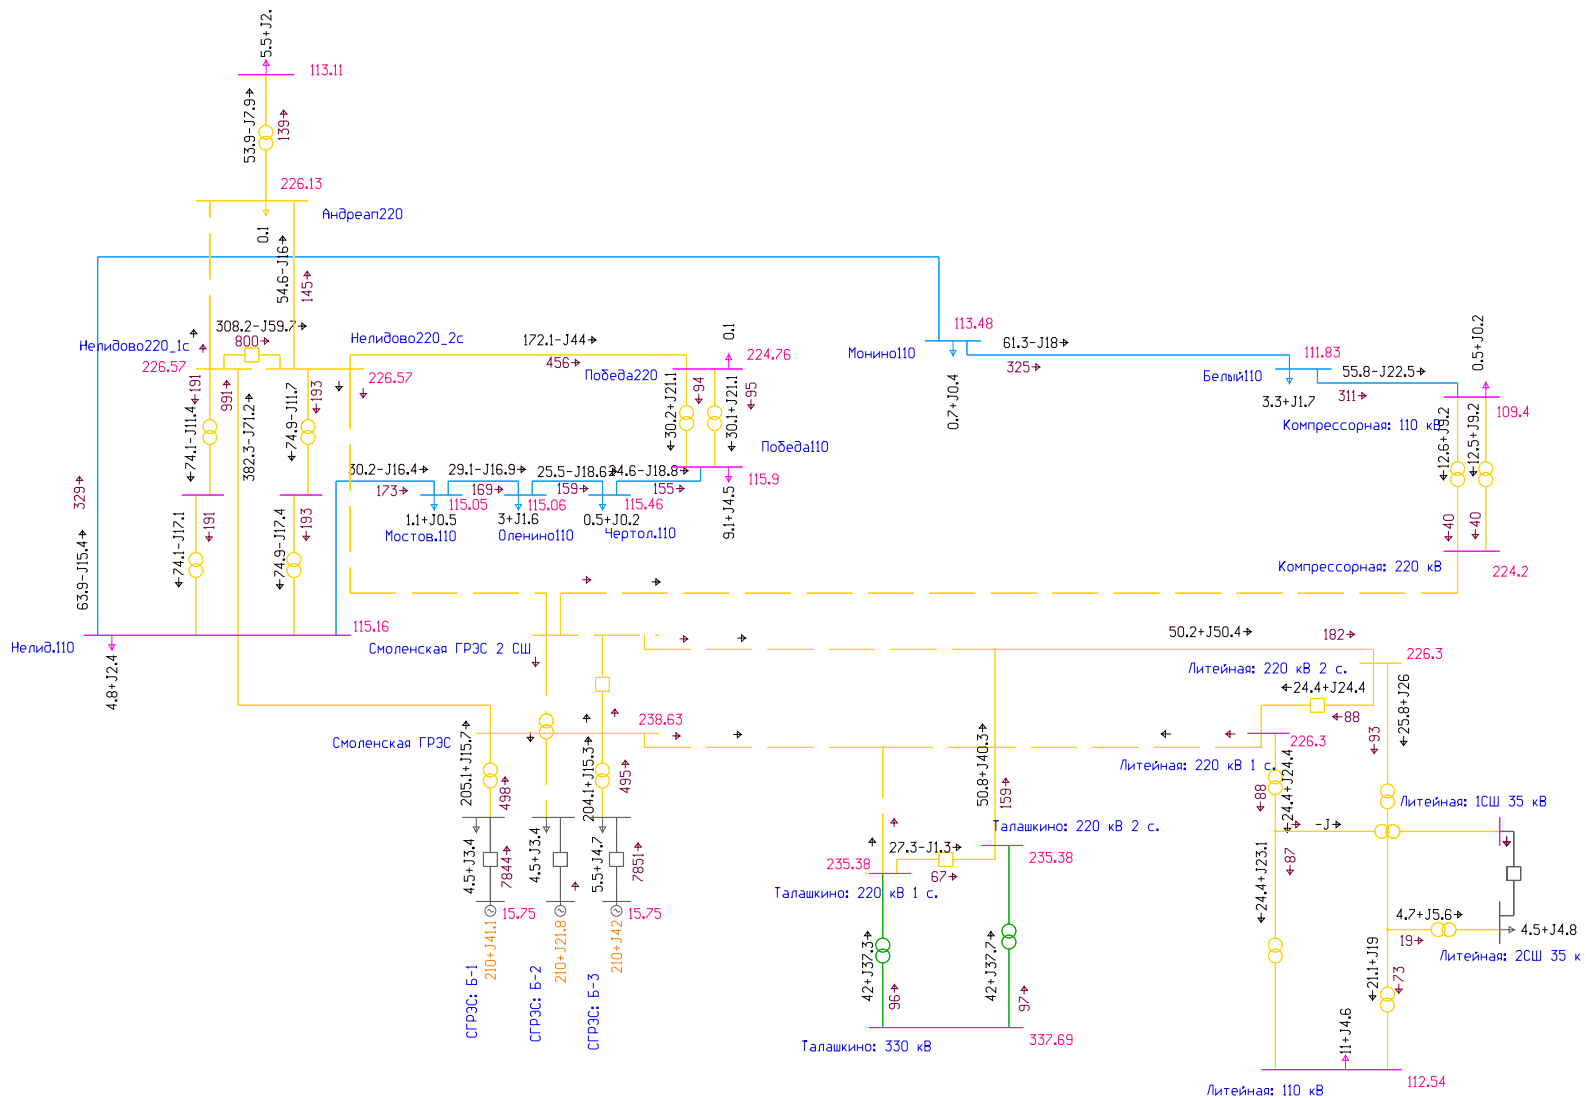 5.5+J2.
113.11
53.9-J7.9
139
226.13
Андреап220
0.1
54.6-J16
145
308.2-J59.7
800
Нелидово220_1с
226.57
Нелидово220_2с
226.57
172.1-J44
456
0.1
224.76
Победа220
94
95
30.2+J21.1
30.1+J21.1
Победа110
115.9
9.1+J4.5
191
991
193
74.1-J11.4
382.3-J71.2
74.9-J11.7
191
193
74.1-J17.1
74.9-J17.4
30.2-J16.4
173
29.1-J16.9
169
25.5-J18.6
159
24.6-J18.8
155
115.05
115.06
115.46
1.1+J0.5
3+J1.6
0.5+J0.2
Мостов.110
Оленино110
Чертол.110
329
63.9-J15.4
115.16
Нелид.110
4.8+J2.4
113.48
Монино110
61.3-J18
325
0.7+J0.4
111.83
Белый110
3.3+J1.7
55.8-J22.5
311
0.5+J0.2
109.4
Компрессорная: 110 кВ
12.6+J9.2
12.5+J9.2
40
40
Компрессорная: 220 кВ
224.2
Смоленская ГРЭС 2 СШ
Смоленская ГРЭС
238.63
205.1+J15.7
498
204.1+J15.3
495
4.5+J3.4
7844
4.5+J3.4
5.5+J4.7
7851
15.75
15.75
210+J41.1
210+J21.8
210+J42
СГРЭС: Б-1
СГРЭС: Б-2
СГРЭС: Б-3
50.2+J50.4
182
226.3
Литейная: 220 кВ 2 с.
24.4+J24.4
88
25.8+J26
93
226.3
Литейная: 220 кВ 1 с.
88
24.4+J24.4
-J
87
24.4+J23.1
Литейная: 1СШ 35 кВ
4.7+J5.6
19
4.5+J4.8
Литейная: 2СШ 35 к
21.1+J19
73
11+J4.6
112.54
Литейная: 110 кВ
50.8+J40.3
159
Талашкино: 220 кВ 2 с.
235.38
27.3-J1.3
67
235.38
Талашкино: 220 кВ 1 с.
42+J37.3
96
42+J37.7
97
337.69
Талашкино: 330 кВ